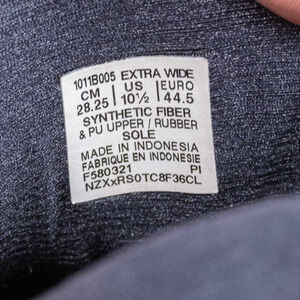 1011B005 EXTRA WIDE
CM US EURO
28.25 10½ 44.5
SYNTHETIC FIBER
& PU UPPER / RUBBER
SOLE
MADE IN INDONESIA
FABRIQUE EN INDONESIE
F580321 PI
NZXxRS0TC8F36CL